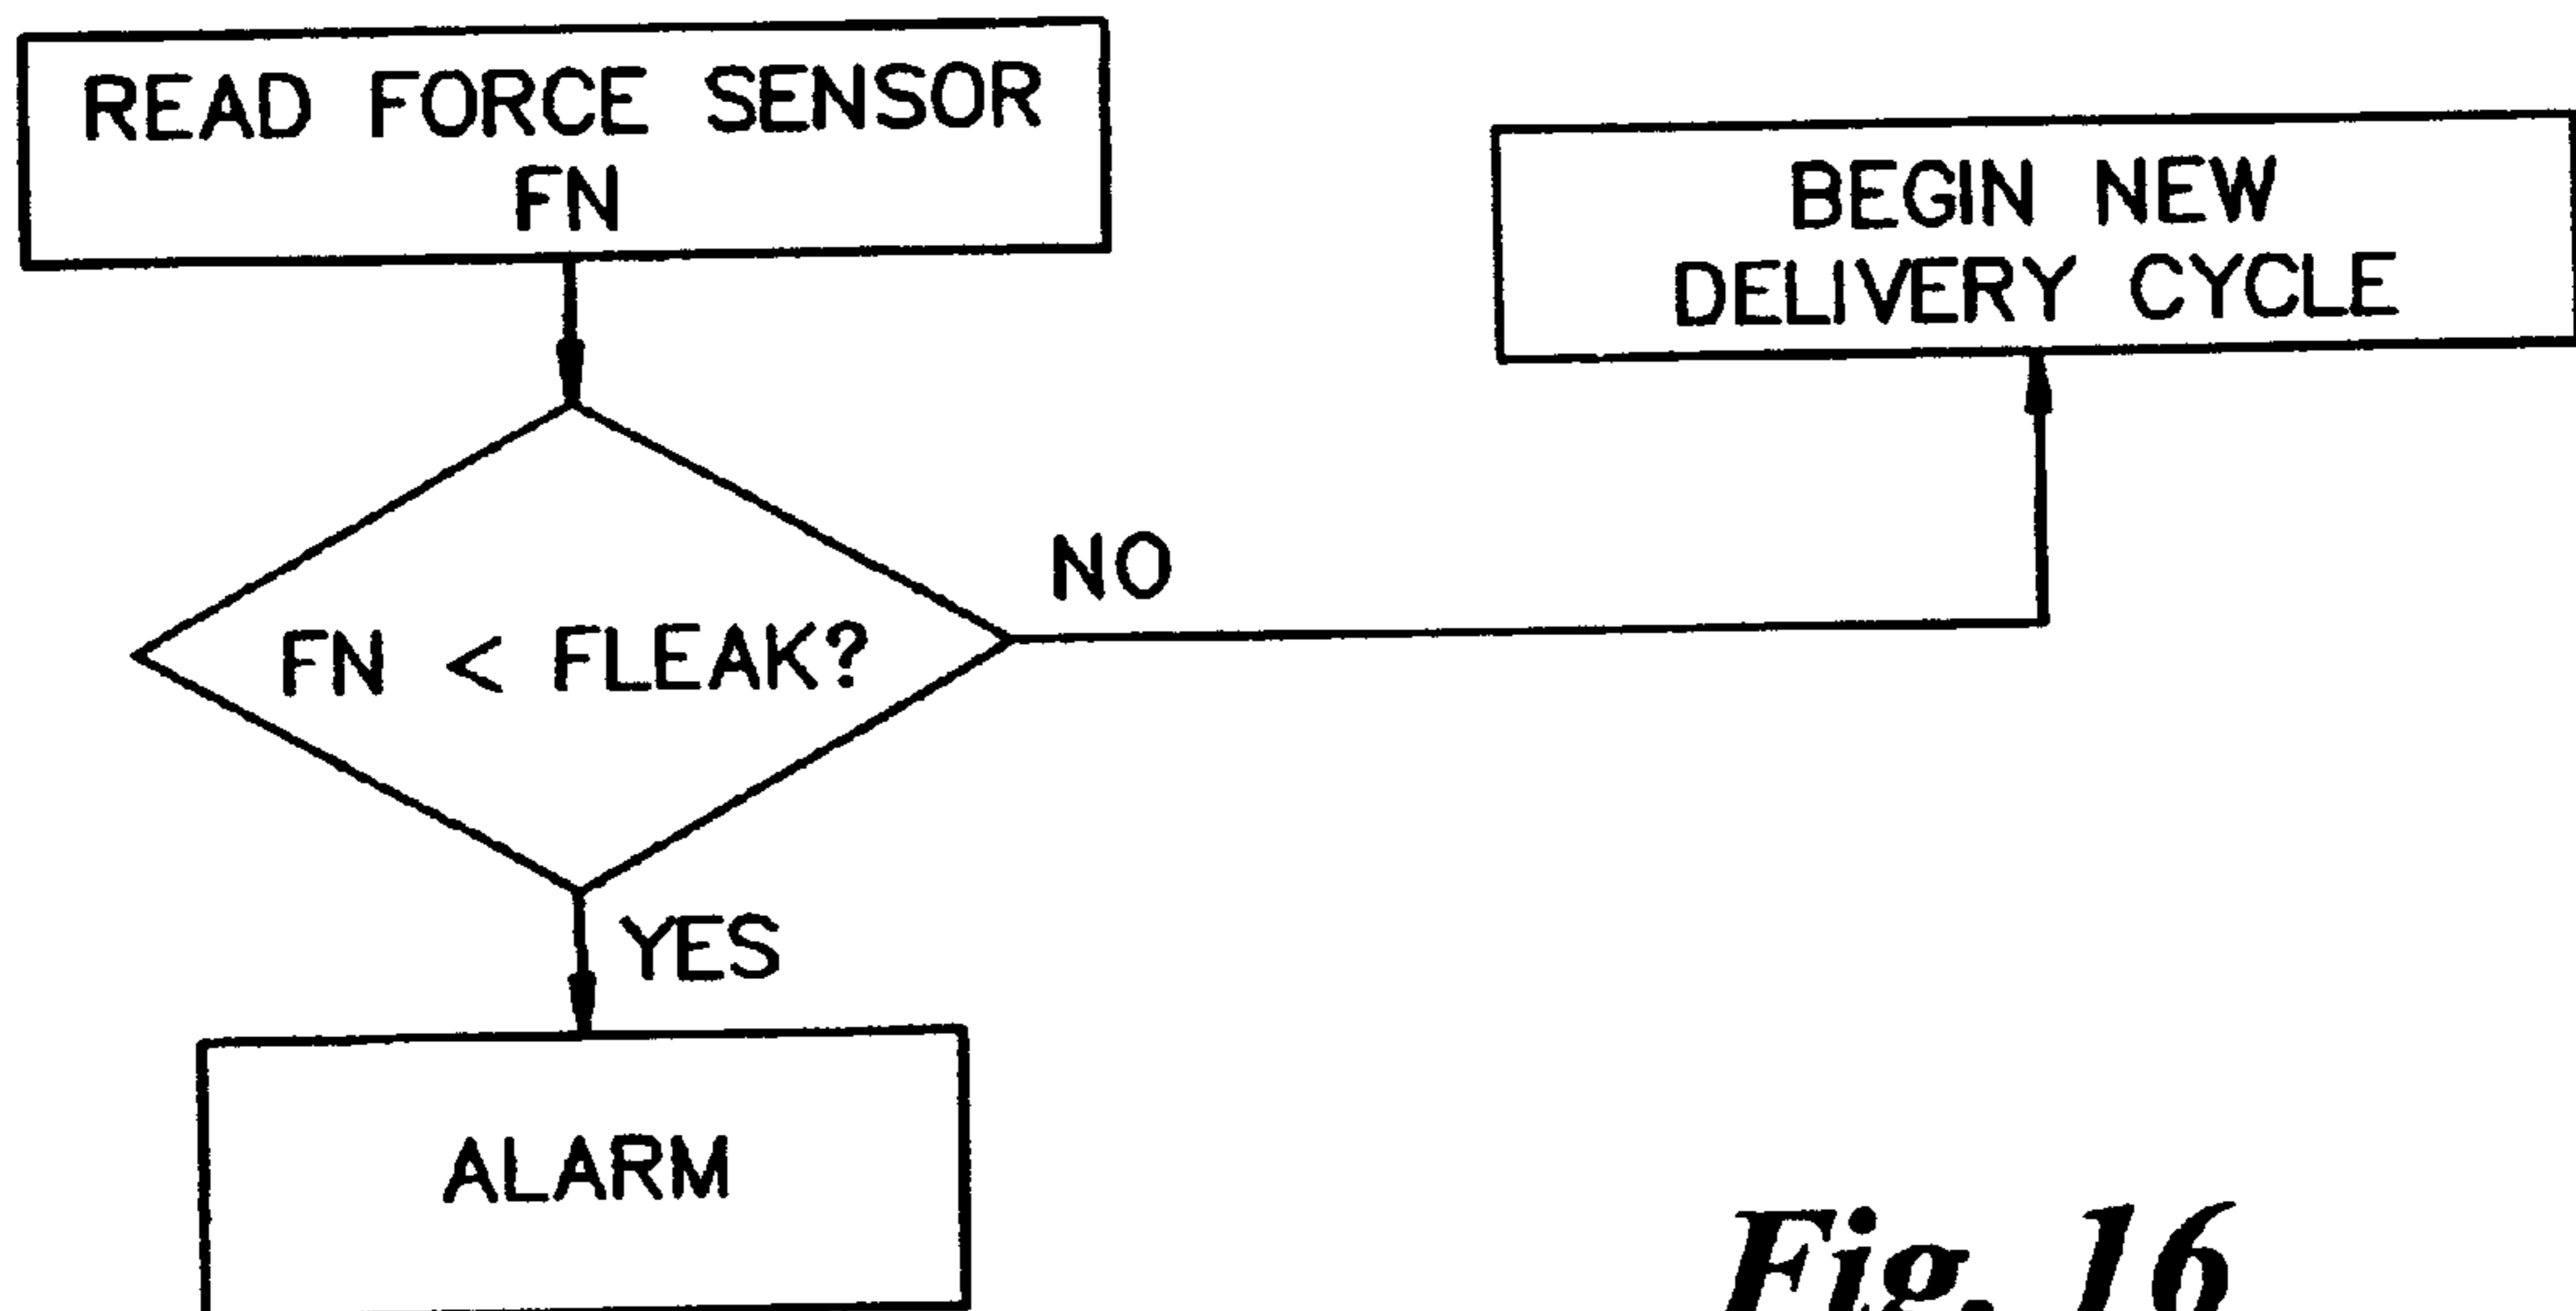 READ FORCE SENSOR
FN
BEGIN NEW
DELIVERY CYCLE
NO
FN < FLEAK?
YES
ALARM
Fig. 16